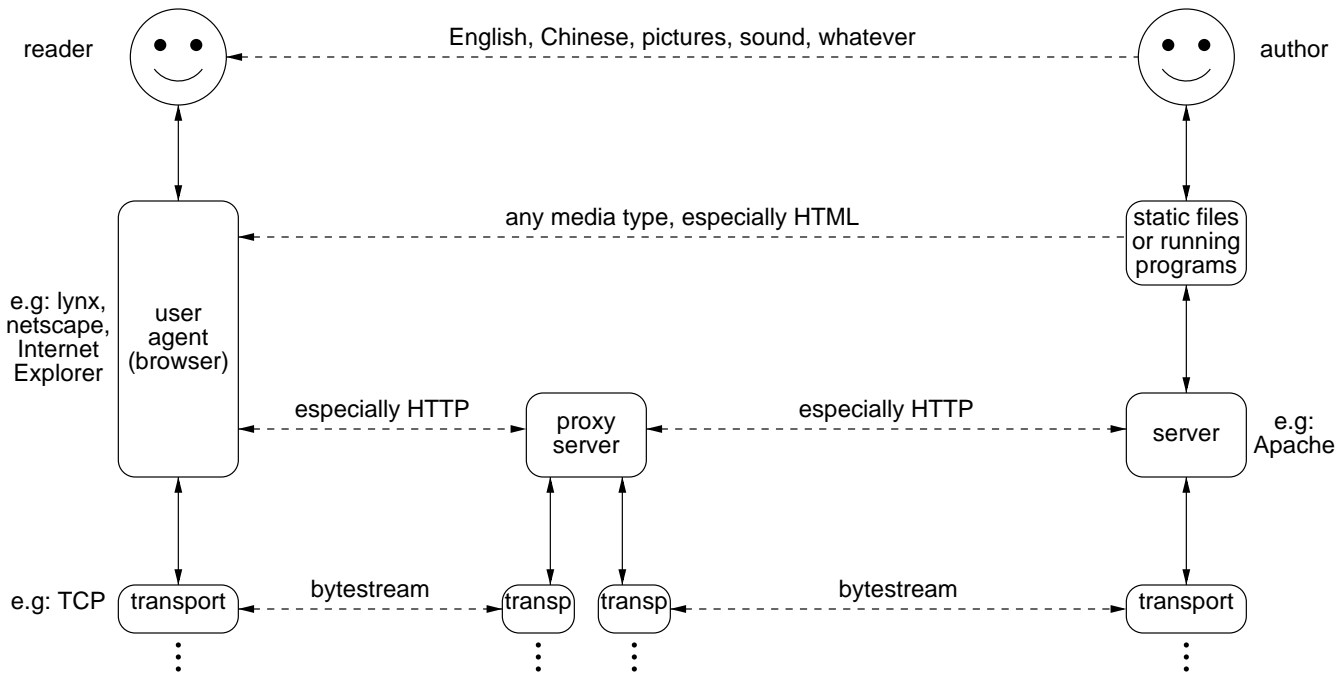 reader
English, Chinese, pictures, sound, whatever
author
any media type, especially HTML
static files
or running
programs
e.g: lynx,
netscape,
Internet
Explorer
user
agent
(browser)
especially HTTP
proxy
server
especially HTTP
server
e.g:
Apache
e.g: TCP
transport
bytestream
transp
transp
bytestream
transport